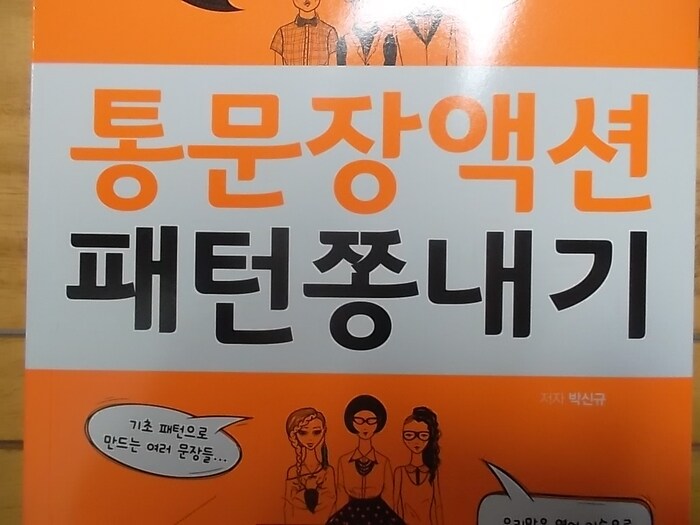 통문장액션
패턴쫑내기
저자 박신규
기초 패턴으로
만드는 여러 문장들...